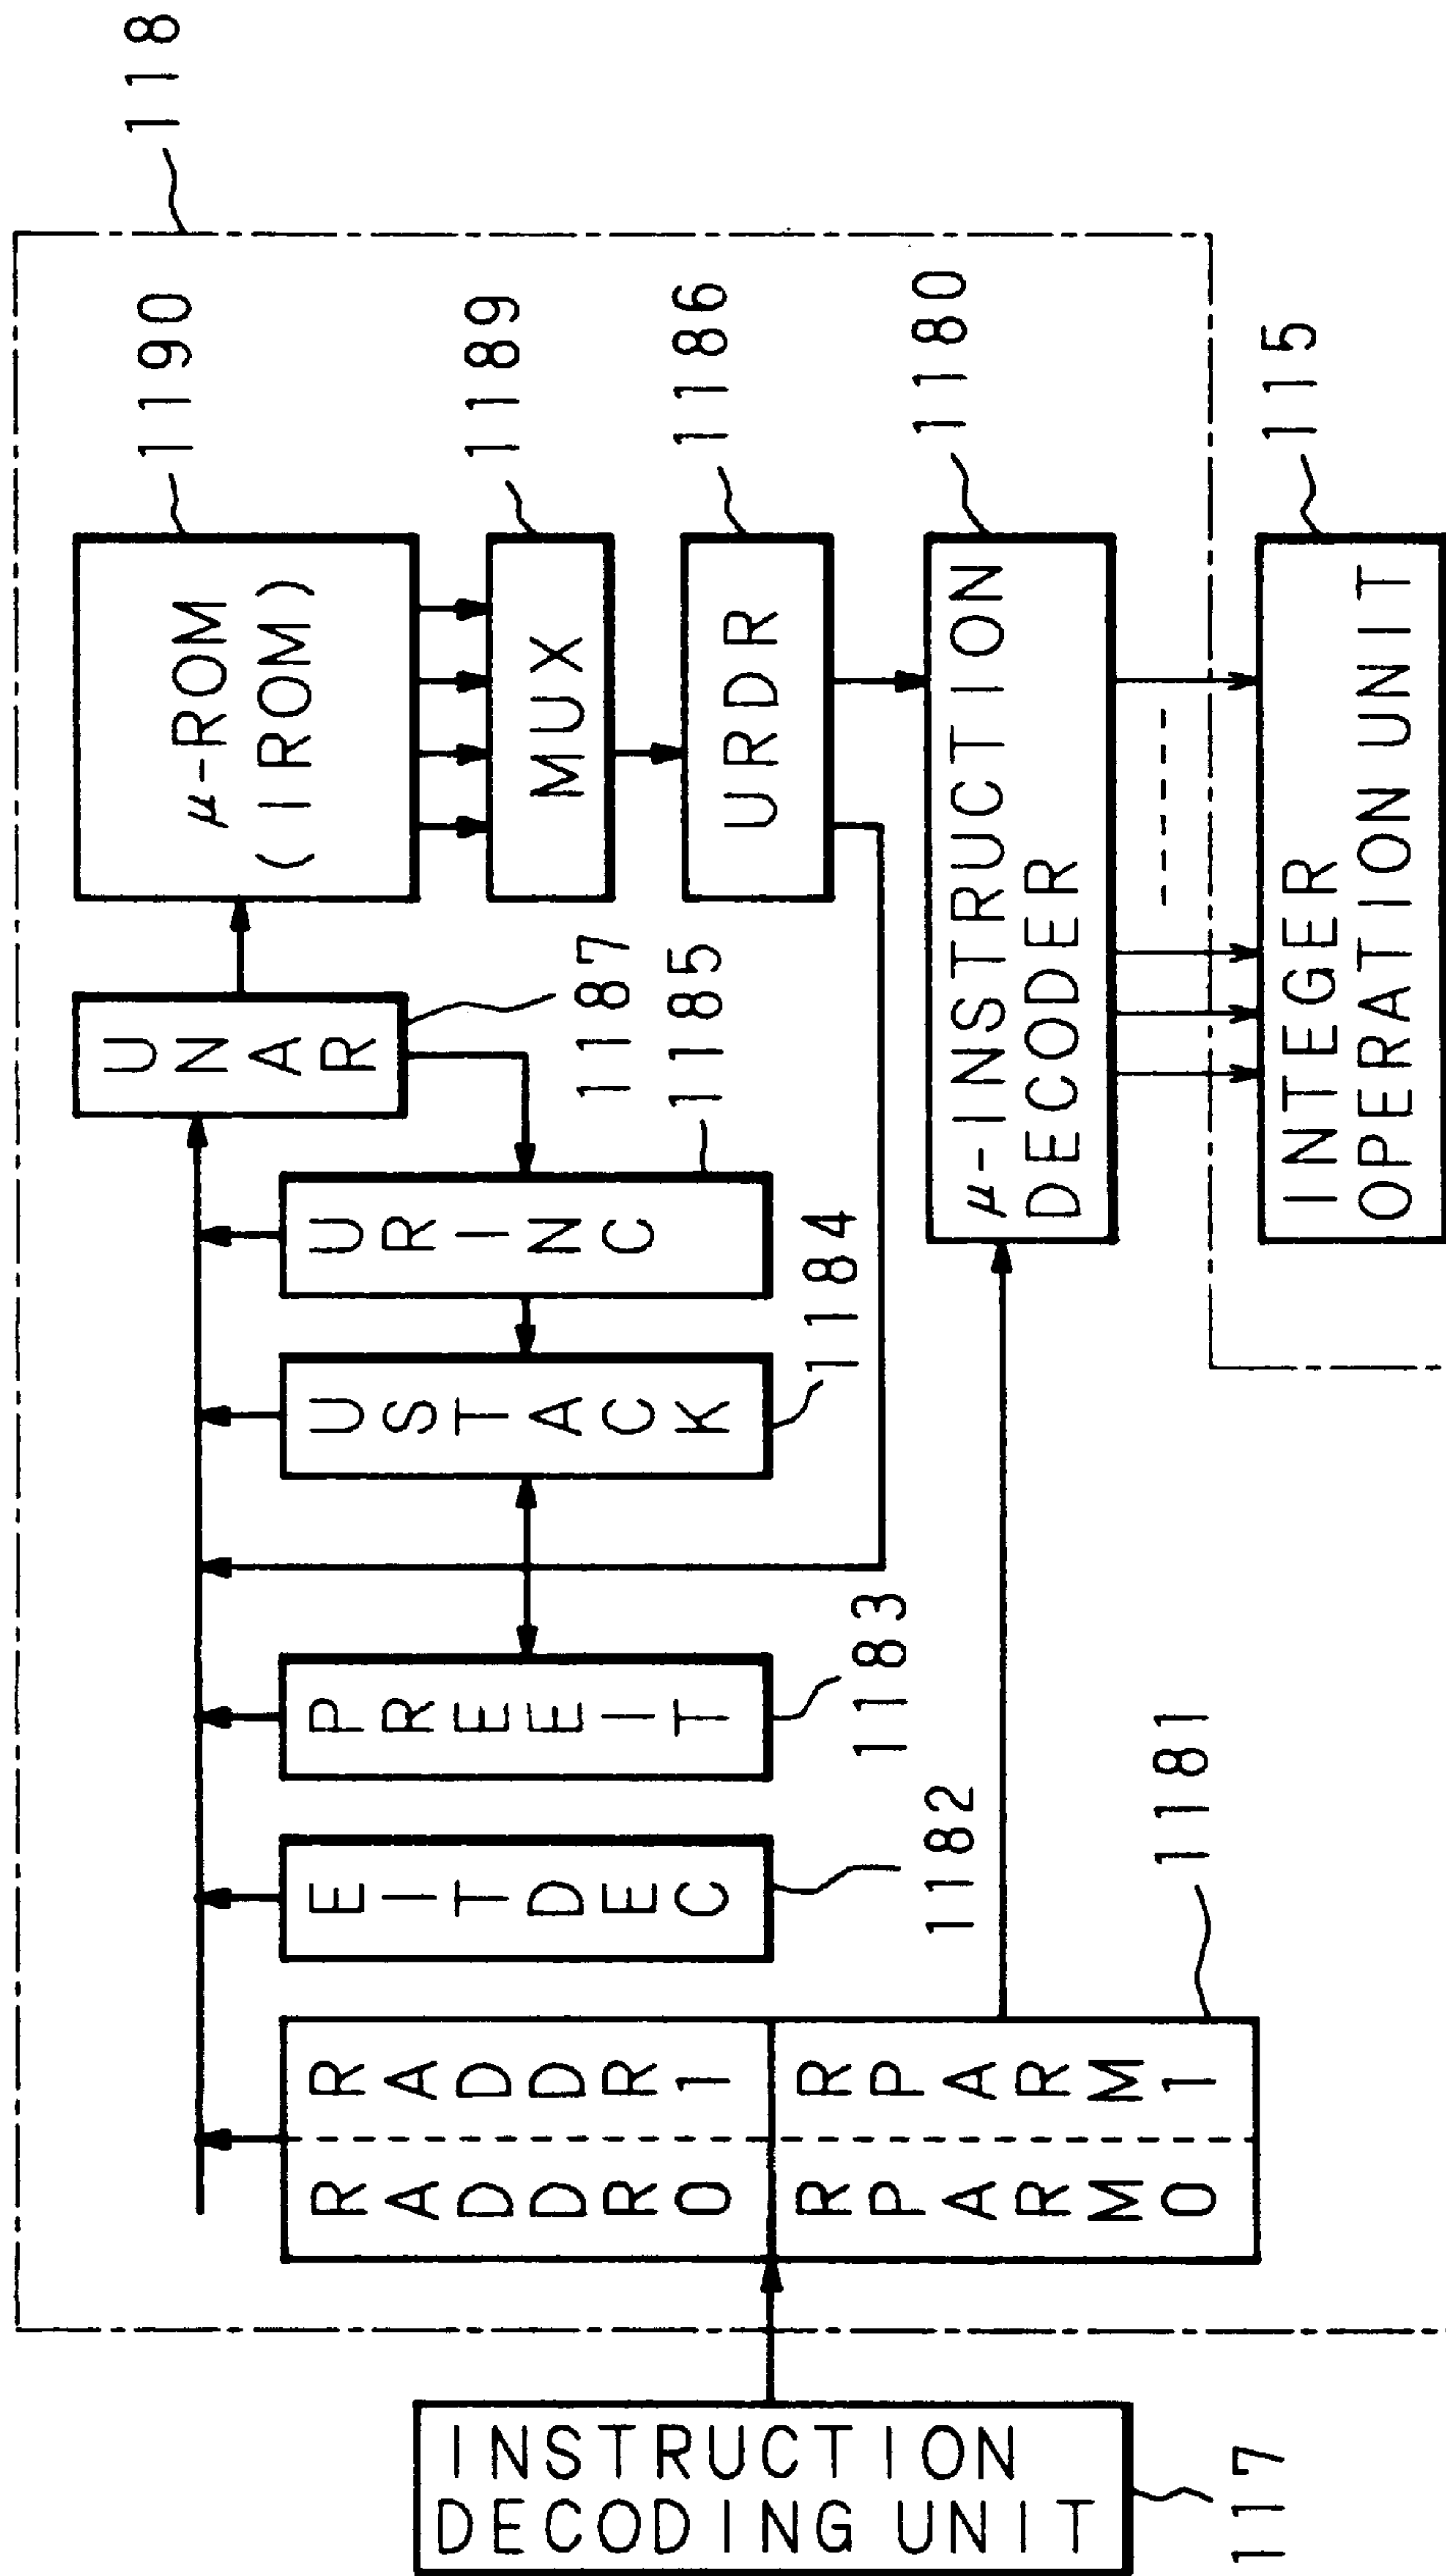 118
1190
1189
1186
1180
115
μ-ROM
(IROM)
MUX
URDR
μ-INSTRUCTION
DECODER
INTEGER
OPERATION UNIT
UNAR
1187
1185
URINC
1184
USTACK
PREEIT
1183
EITDEC
1182
1181
RADDR1
RPARM1
RADDR0
RPARM0
INSTRUCTION
DECODING UNIT
117